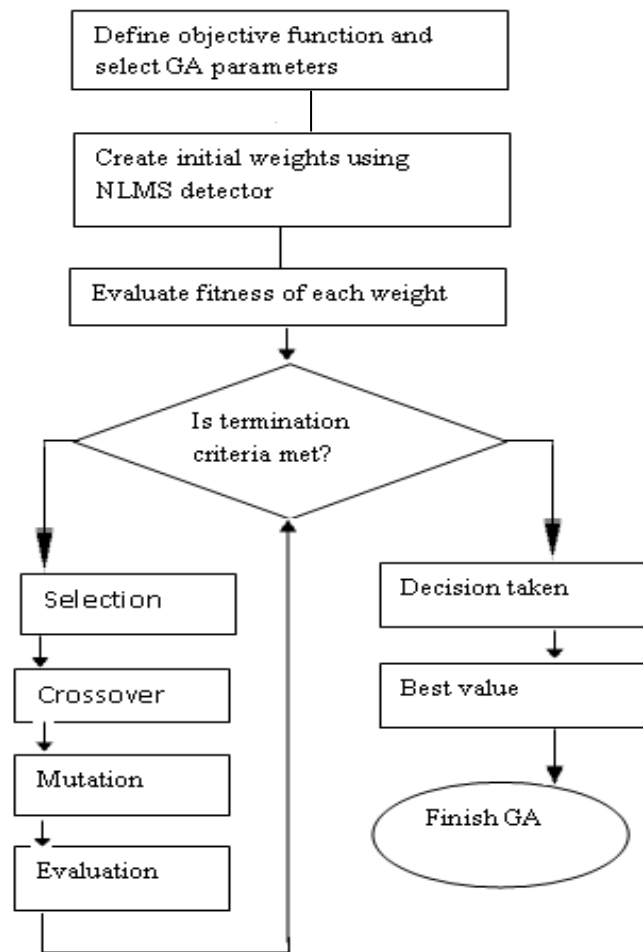 Define objective function and
select GA parameters
Create initial weights using
NLMS detector
Evaluate fitness of each weight
Is termination
criteria met?
Selection
Crossover
Mutation
Evaluation
Decision taken
Best value
Finish GA